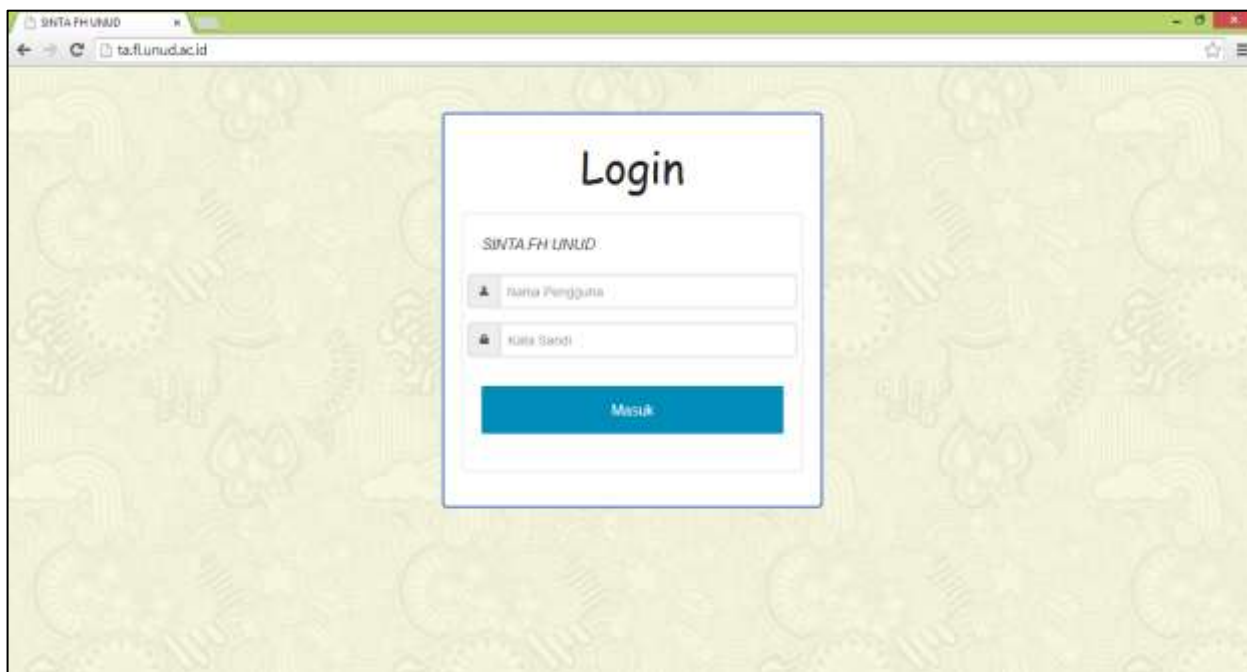 SINTA FH UNUD
ta.fl.unud.ac.id
Login
SINTA FH UNUD
Nama Pengguna
Kata Sandi
Masuk